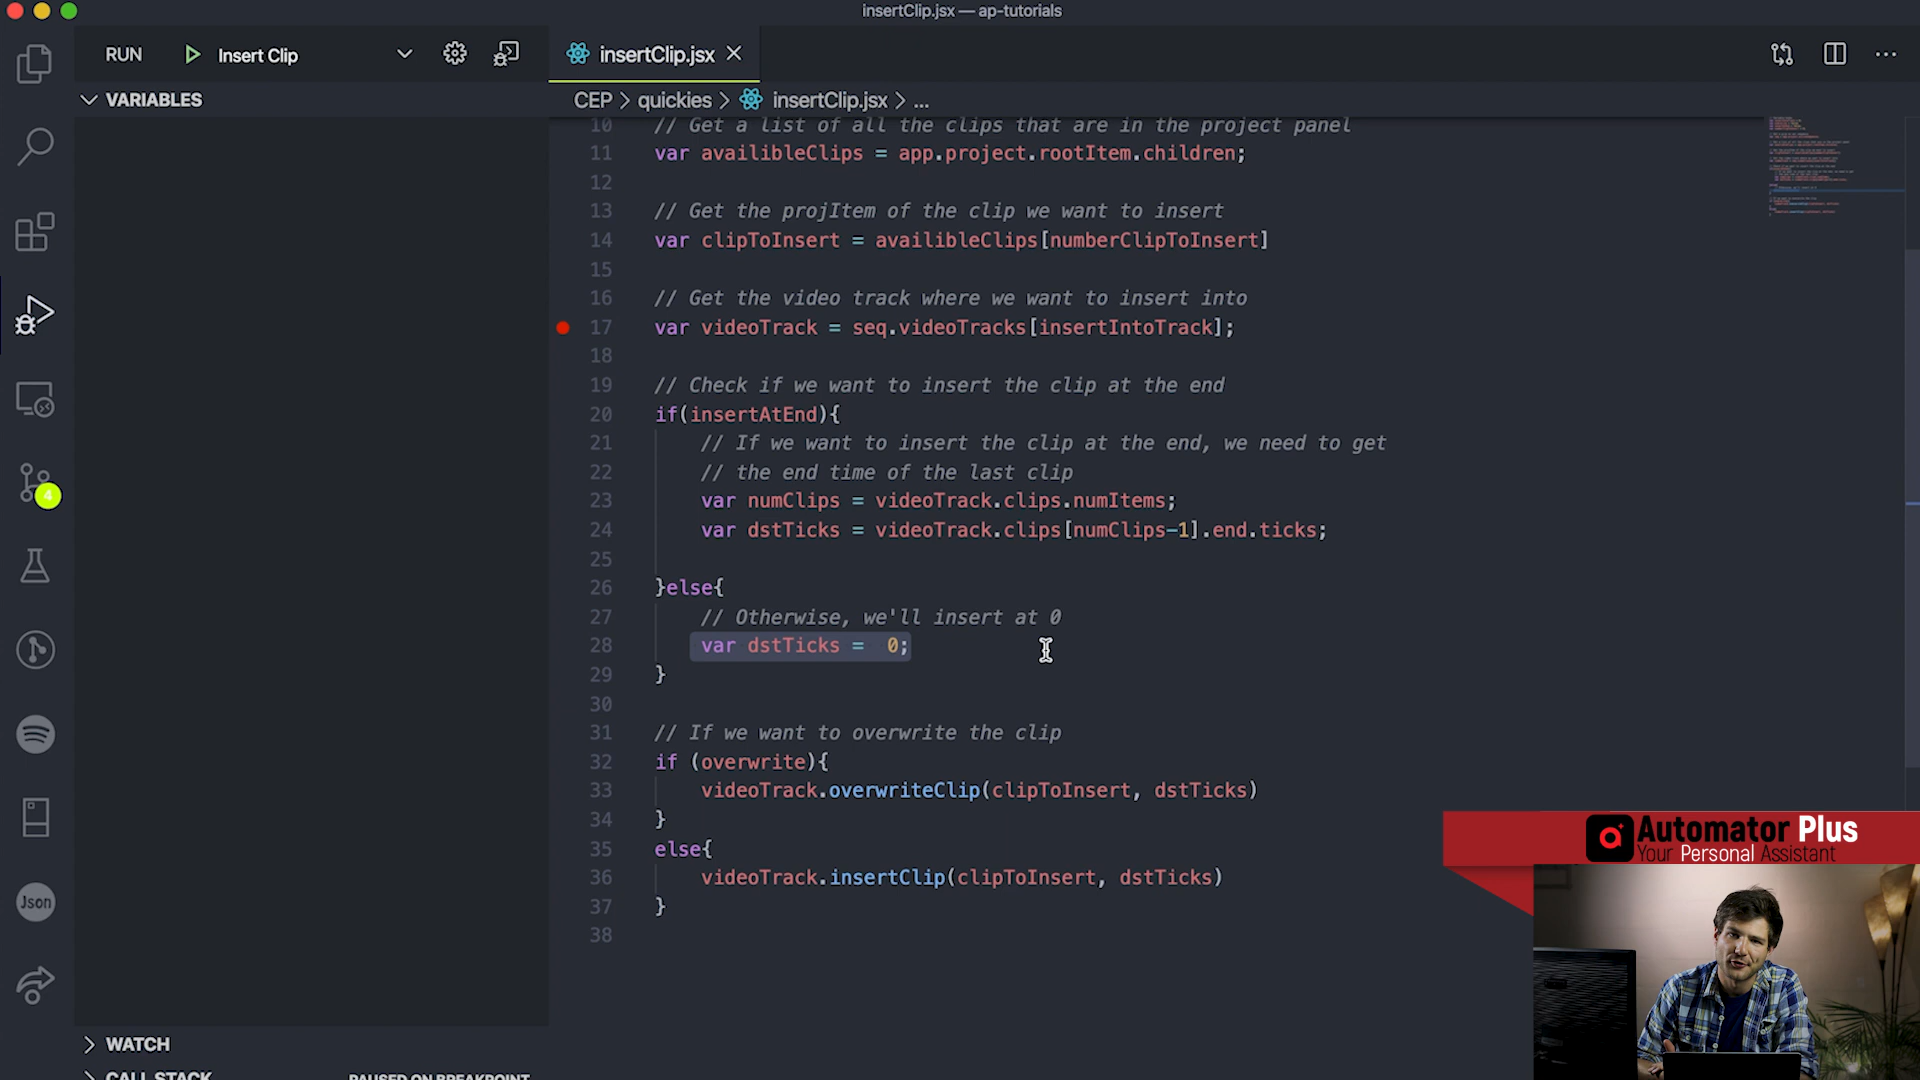 insertClip.jsx — ap-tutorials
RUN Insert Clip
insertClip.jsx
VARIABLES
CEP > quickies > insertClip.jsx > ...
10 // Get a list of all the clips that are in the project panel
11 var availibleClips = app.project.rootItem.children;
12
13 // Get the projItem of the clip we want to insert
14 var clipToInsert = availibleClips[numberClipToInsert]
15
16 // Get the video track where we want to insert into
17 var videoTrack = seq.videoTracks[insertIntoTrack];
18
19 // Check if we want to insert the clip at the end
20 if(insertAtEnd){
21 // If we want to insert the clip at the end, we need to get
22 // the end time of the last clip
23 var numClips = videoTrack.clips.numItems;
24 var dstTicks = videoTrack.clips[numClips-1].end.ticks;
25
26 }else{
27 // Otherwise, we'll insert at 0
28 var dstTicks =  0;
29 }
30
31 // If we want to overwrite the clip
32 if (overwrite){
33 videoTrack.overwriteClip(clipToInsert, dstTicks)
34 }
35 else{
36 videoTrack.insertClip(clipToInsert, dstTicks)
37 }
38
4
Json
WATCH
CALL STACK PAUSED ON BREAKPOINT
Automator Plus
Your Personal Assistant